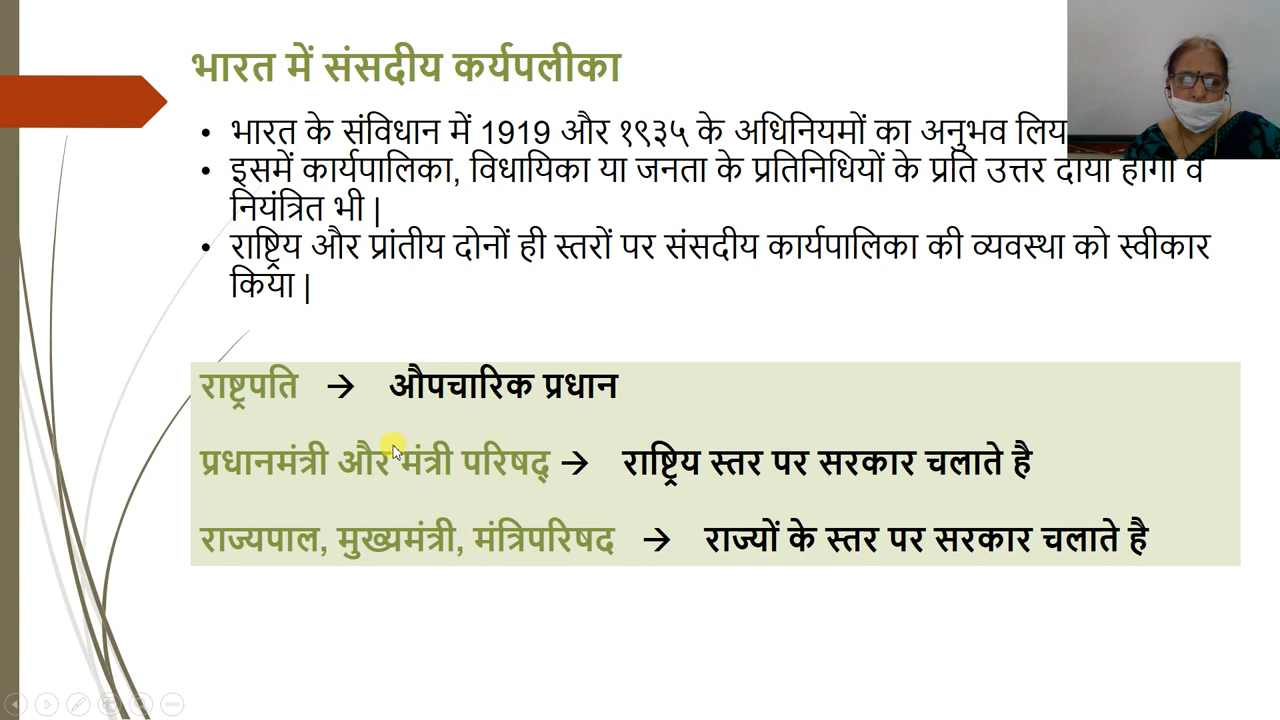 भारत में संसदीय कर्यपलीका
• भारत के संविधान में 1919 और १९३५ के अधिनियमों का अनुभव
• इसमें कार्यपालिका, विधायिका या जनता के प्रतिनिधियों के प्रति उत्तर दायी होगी व
नियंत्रित भी |
• राष्ट्रिय और प्रांतीय दोनों ही स्तरों पर संसदीय कार्यपालिका की व्यवस्था को स्वीकार
किया |
राष्ट्रपति → औपचारिक प्रधान
प्रधानमंत्री और मंत्री परिषद् → राष्ट्रिय स्तर पर सरकार चलाते है
राज्यपाल, मुख्यमंत्री, मंत्रिपरिषद → राज्यों के स्तर पर सरकार चलाते है